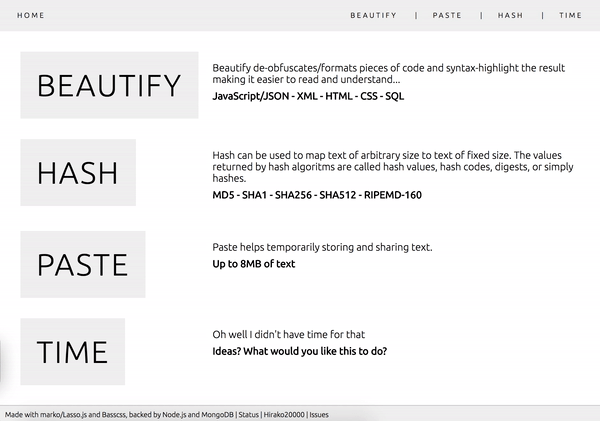 HOME
BEAUTIFY | PASTE | HASH | TIME
BEAUTIFY
Beautify de-obfuscates/formats pieces of code and syntax-highlight the result
making it easier to read and understand...
JavaScript/JSON - XML - HTML - CSS - SQL
HASH
Hash can be used to map text of arbitrary size to text of fixed size. The values
returned by hash algoritms are called hash values, hash codes, digests, or simply
hashes.
MD5 - SHA1 - SHA256 - SHA512 - RIPEMD-160
PASTE
Paste helps temporarily storing and sharing text.
Up to 8MB of text
TIME
Oh well I didn't have time for that
Ideas? What would you like this to do?
Made with marko/Lasso.js and Basscss, backed by Node.js and MongoDB | Status | Hirako20000 | Issues